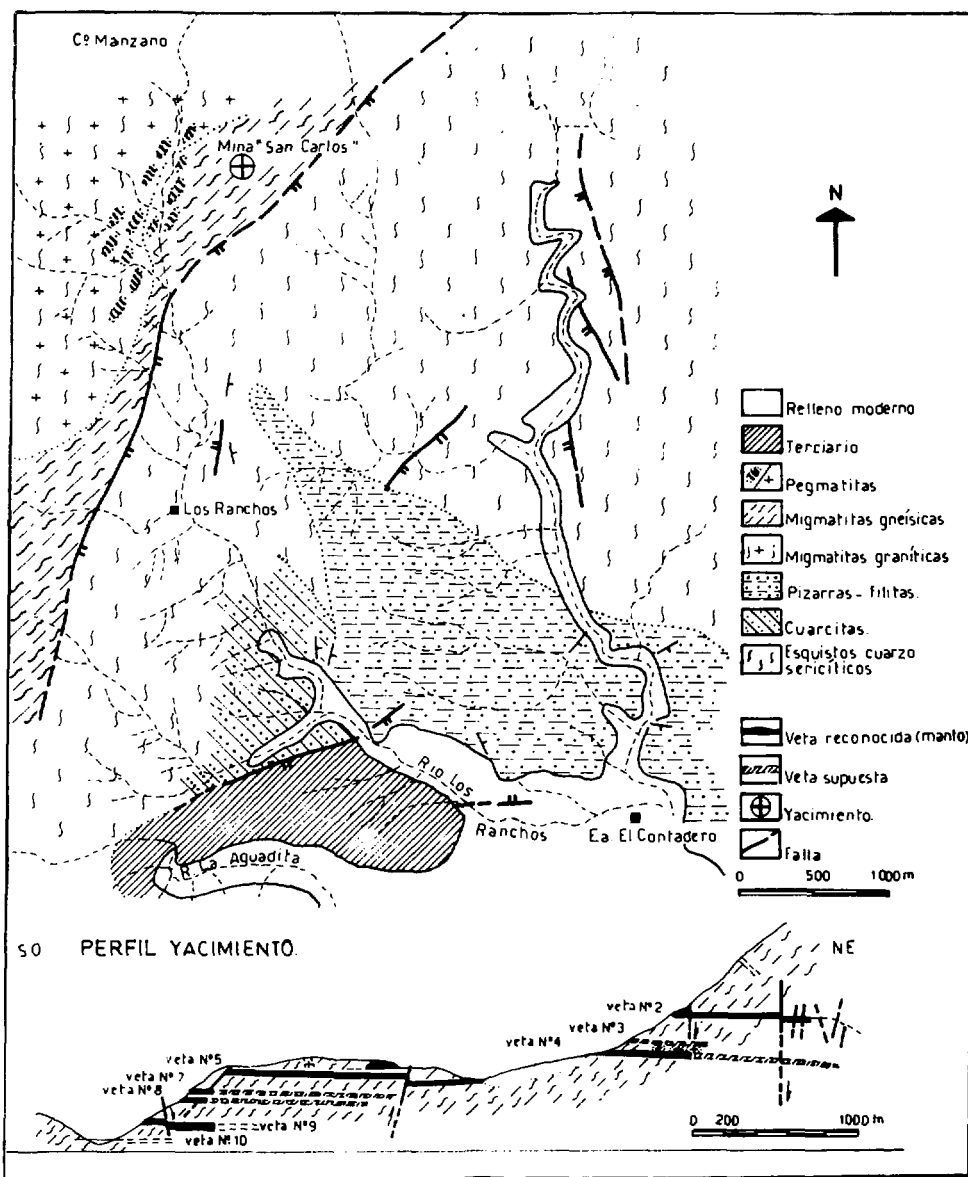 Cº Manzano
Mina "San Carlos"
N
Los Ranchos
Río Los
Ranchos
Ea. El Contadero
R. La Aguadita
Relleno moderno
Terciario
Pegmatitas
Migmatitas gneísicas
Migmatitas graníticas
Pizarras - filitas.
Cuarcitas.
Esquistos cuarzo
sericíticos
Veta reconocida (manto)
Veta supuesta
Yacimiento.
Falla
0 500 1000 m
SO PERFIL YACIMIENTO.
NE
veta Nº2
veta Nº3
veta Nº4
veta Nº5
veta Nº7
veta Nº8
veta Nº9
veta Nº10
0 200 1000 m